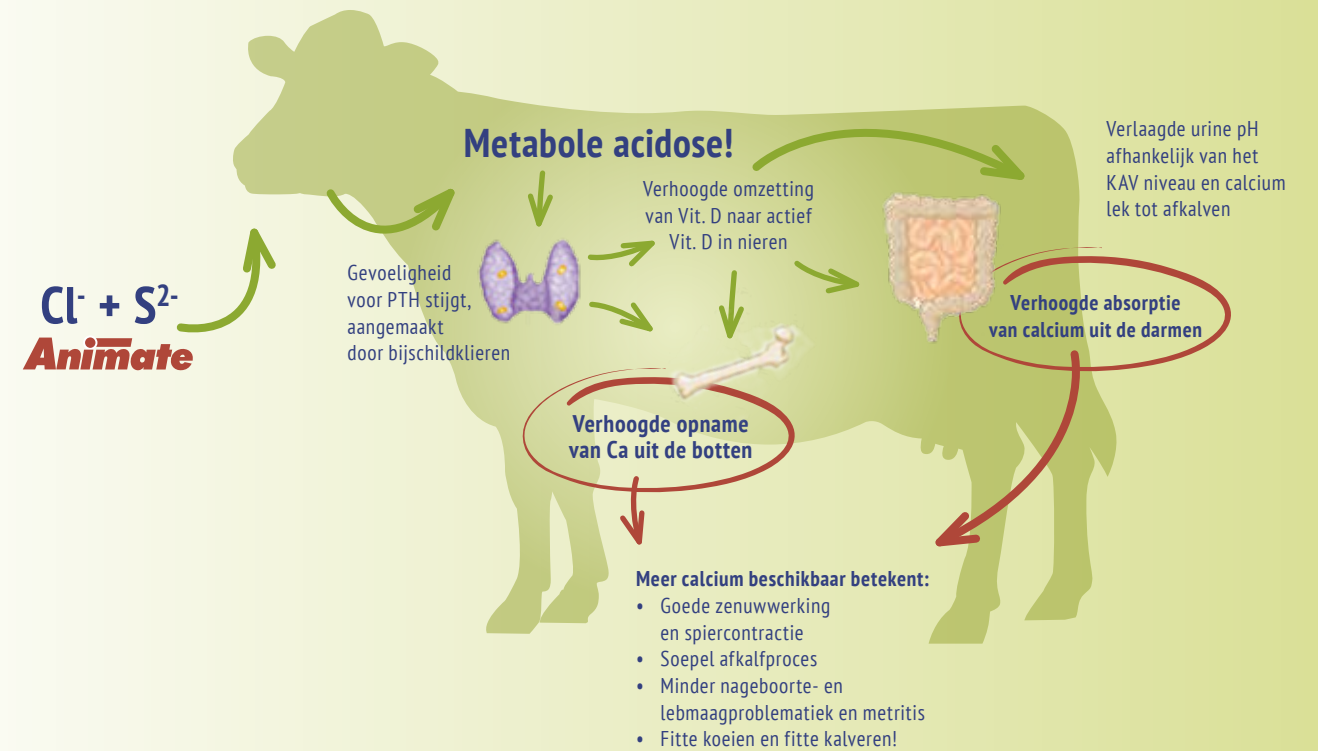 Metabole acidose!
Verlaagde urine pH
afhankelijk van het
KAV niveau en calcium
lek tot afkalven
Verhoogde omzetting
van Vit. D naar actief
Vit. D in nieren
Gevoeligheid
voor PTH stijgt,
aangemaakt
door bijschildklieren
Cl⁻ + S²⁻
Animate
Verhoogde absorptie
van calcium uit de darmen
Verhoogde opname
van Ca uit de botten
Meer calcium beschikbaar betekent:
• Goede zenuwwerking
en spiercontractie
• Soepel afkalfproces
• Minder nageboorte- en
lebmaagproblematiek en metritis
• Fitte koeien en fitte kalveren!